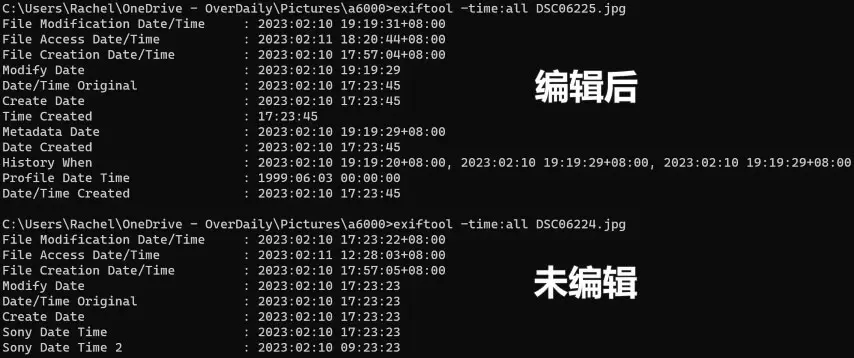 C:\Users\Rachel\OneDrive - OverDaily\Pictures\a6000>exiftool -time:all DSC06225.jpg
File Modification Date/Time : 2023:02:10 19:19:31+08:00
File Access Date/Time : 2023:02:11 18:20:44+08:00
File Creation Date/Time : 2023:02:10 17:57:04+08:00
Modify Date : 2023:02:10 19:19:29
Date/Time Original : 2023:02:10 17:23:45
Create Date : 2023:02:10 17:23:45
Time Created : 17:23:45
Metadata Date : 2023:02:10 19:19:29+08:00
Date Created : 2023:02:10 17:23:45
History When : 2023:02:10 19:19:20+08:00, 2023:02:10 19:19:29+08:00, 2023:02:10 19:19:29+08:00
Profile Date Time : 1999:06:03 00:00:00
Date/Time Created : 2023:02:10 17:23:45
编辑后
C:\Users\Rachel\OneDrive - OverDaily\Pictures\a6000>exiftool -time:all DSC06224.jpg
File Modification Date/Time : 2023:02:10 17:23:22+08:00
File Access Date/Time : 2023:02:11 12:28:03+08:00
File Creation Date/Time : 2023:02:10 17:57:05+08:00
Modify Date : 2023:02:10 17:23:23
Date/Time Original : 2023:02:10 17:23:23
Create Date : 2023:02:10 17:23:23
Sony Date Time : 2023:02:10 17:23:23
Sony Date Time 2 : 2023:02:10 09:23:23
未编辑